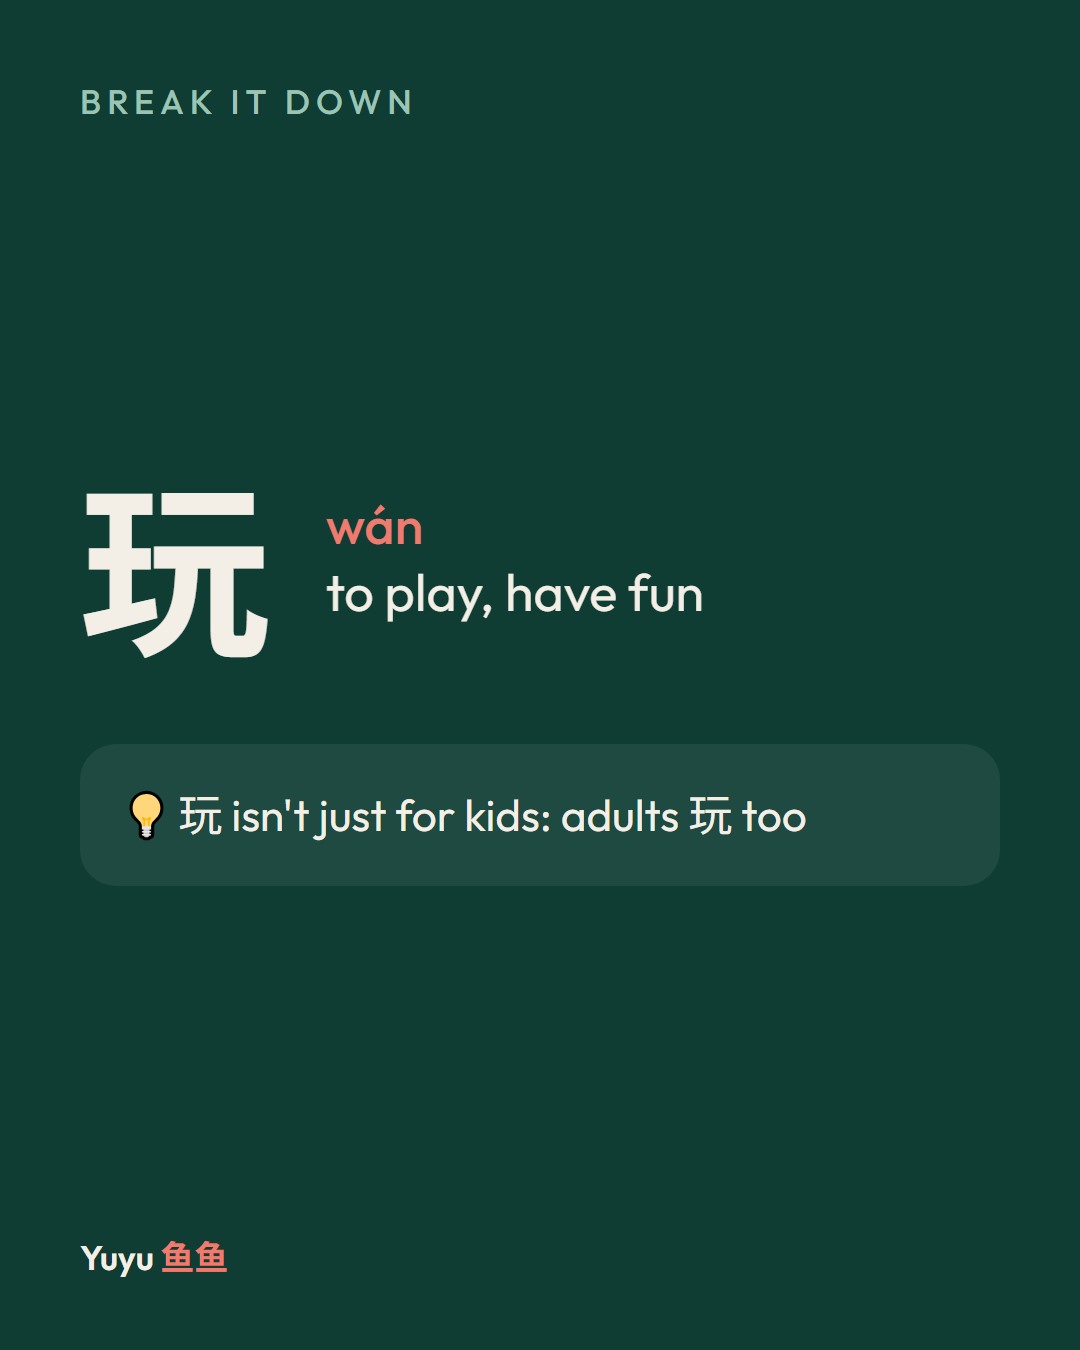 BREAK IT DOWN
玩
wán
to play, have fun
💡 玩 isn't just for kids: adults 玩 too
Yuyu 鱼鱼